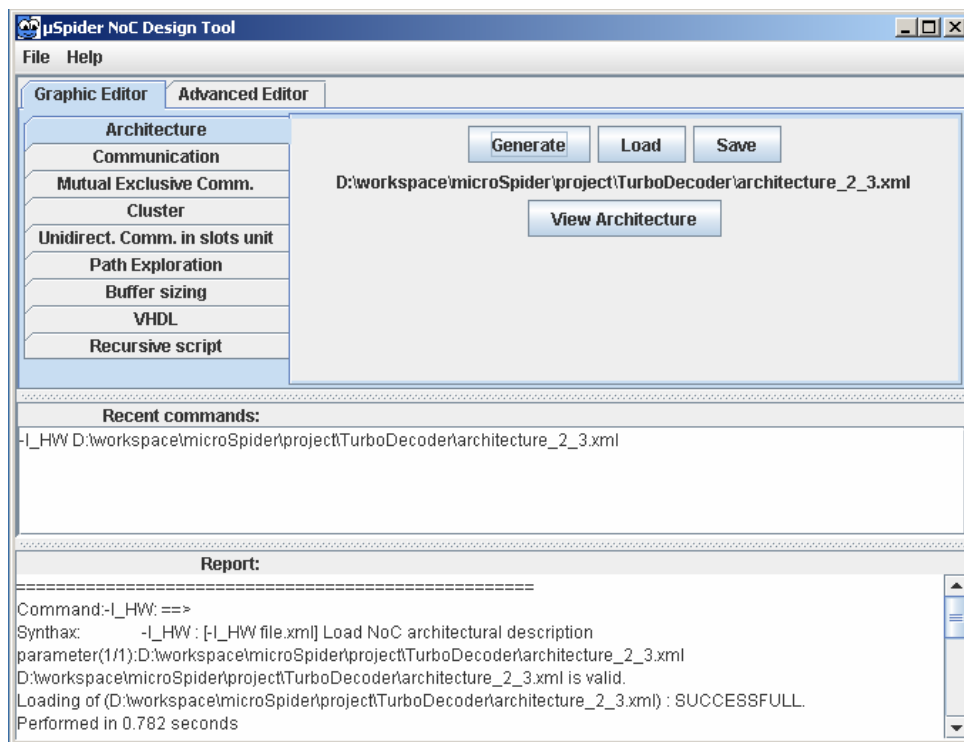 µSpider NoC Design Tool
File Help
Graphic Editor Advanced Editor
Architecture
Communication
Mutual Exclusive Comm.
Cluster
Unidirect. Comm. in slots unit
Path Exploration
Buffer sizing
VHDL
Recursive script
Generate Load Save
D:\workspace\microSpider\project\TurboDecoder\architecture_2_3.xml
View Architecture
Recent commands:
-I_HW D:\workspace\microSpider\project\TurboDecoder\architecture_2_3.xml
Report:
====================================================
Command:-I_HW: ==>
Synthax: -I_HW : [-I_HW file.xml] Load NoC architectural description
parameter(1/1):D:\workspace\microSpider\project\TurboDecoder\architecture_2_3.xml
D:\workspace\microSpider\project\TurboDecoder\architecture_2_3.xml is valid.
Loading of (D:\workspace\microSpider\project\TurboDecoder\architecture_2_3.xml) : SUCCESSFULL.
Performed in 0.782 seconds